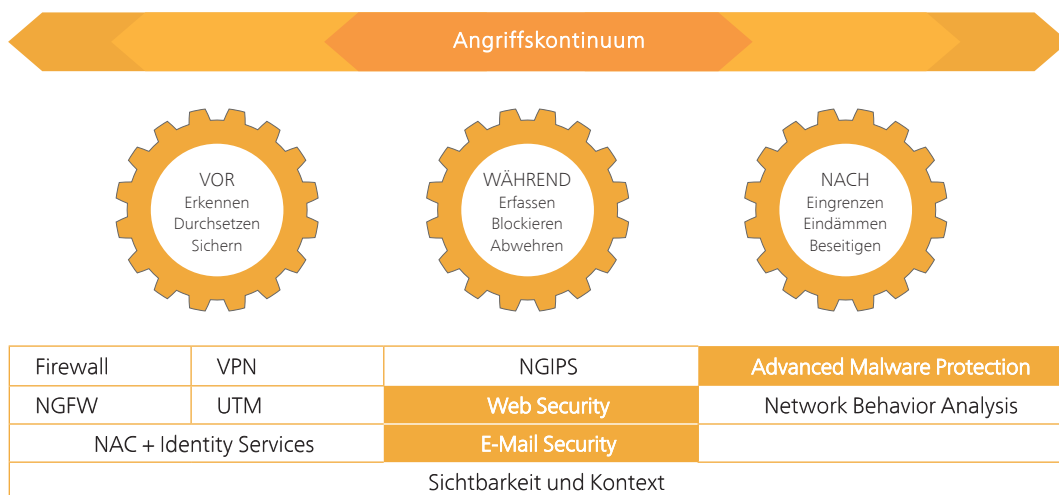 Angriffskontinuum
VOR
Erkennen
Durchsetzen
Sichern
WÄHREND
Erfassen
Blockieren
Abwehren
NACH
Eingrenzen
Eindämmen
Beseitigen
Firewall VPN NGIPS Advanced Malware Protection
NGFW UTM Web Security Network Behavior Analysis
NAC + Identity Services E-Mail Security
Sichtbarkeit und Kontext